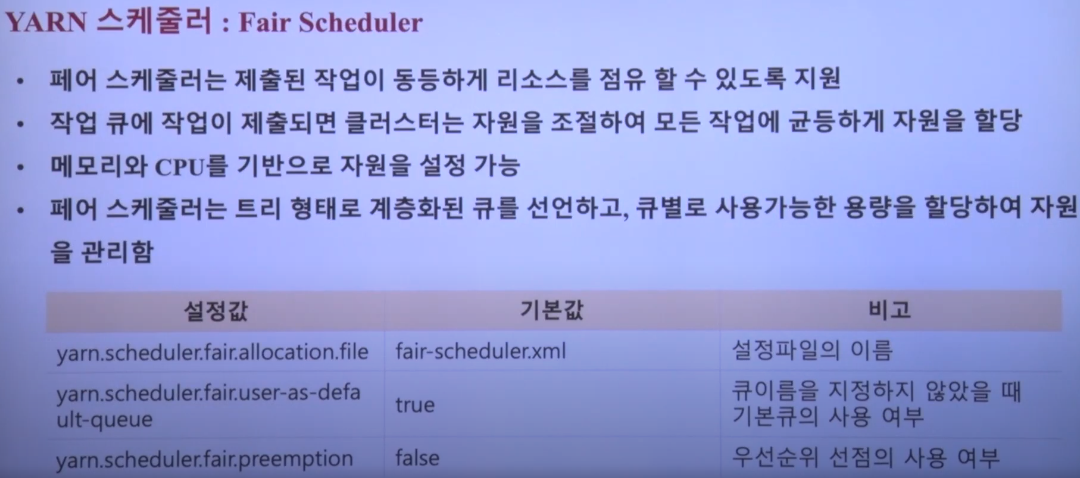 YARN 스케줄러 : Fair Scheduler
• 페어 스케줄러는 제출된 작업이 동등하게 리소스를 점유 할 수 있도록 지원
• 작업 큐에 작업이 제출되면 클러스터는 자원을 조절하여 모든 작업에 균등하게 자원을 할당
• 메모리와 CPU를 기반으로 자원을 설정 가능
• 페어 스케줄러는 트리 형태로 계층화된 큐를 선언하고, 큐별로 사용가능한 용량을 할당하여 자원
을 관리함
설정값 기본값 비고
yarn.scheduler.fair.allocation.file fair-scheduler.xml 설정파일의 이름
yarn.scheduler.fair.user-as-defa
ult-queue
true
큐이름을 지정하지 않았을 때
기본큐의 사용 여부
yarn.scheduler.fair.preemption false 우선순위 선점의 사용 여부